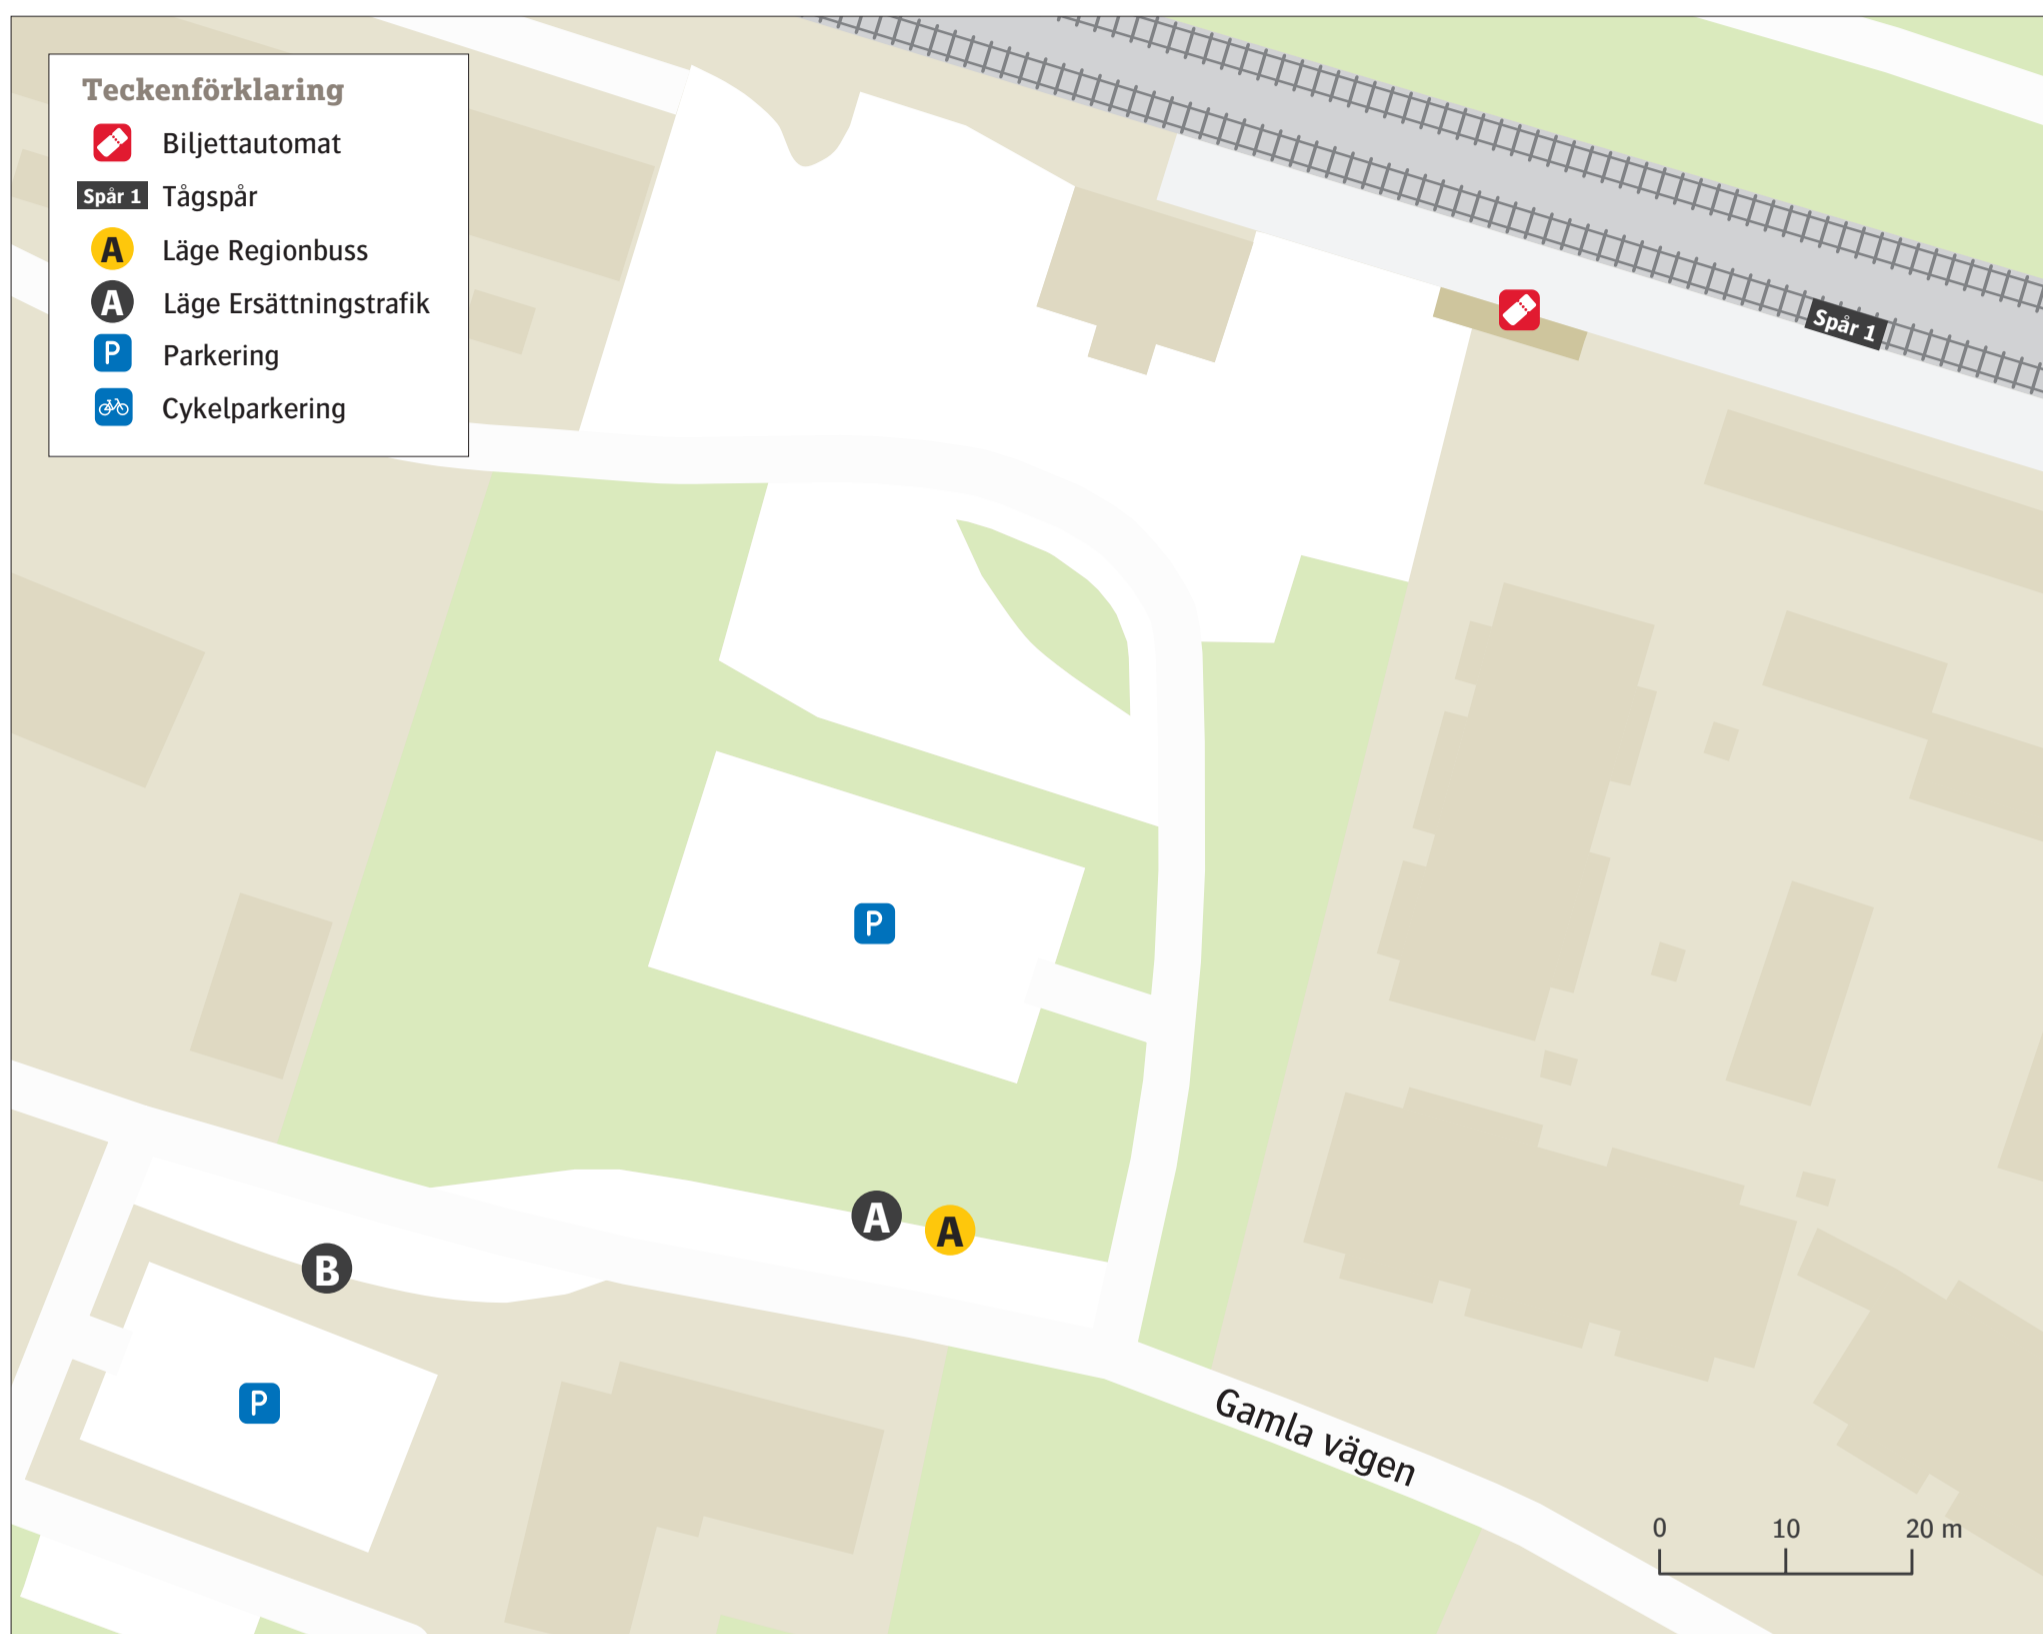 Teckenförklaring
Biljettautomat
Spår 1 Tågspår
A Läge Regionbuss
A Läge Ersättningstrafik
P Parkering
Cykelparkering
Spår 1
P
A A
B
P
Gamla vägen
0 10 20 m